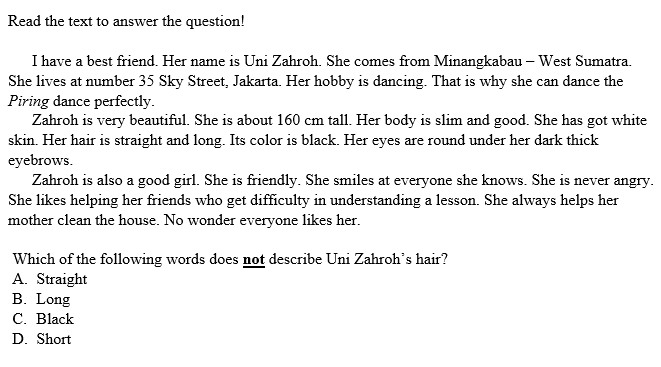 Read the text to answer the question!
I have a best friend. Her name is Uni Zahroh. She comes from Minangkabau – West Sumatra.
She lives at number 35 Sky Street, Jakarta. Her hobby is dancing. That is why she can dance the
Piring dance perfectly.
Zahroh is very beautiful. She is about 160 cm tall. Her body is slim and good. She has got white
skin. Her hair is straight and long. Its color is black. Her eyes are round under her dark thick
eyebrows.
Zahroh is also a good girl. She is friendly. She smiles at everyone she knows. She is never angry.
She likes helping her friends who get difficulty in understanding a lesson. She always helps her
mother clean the house. No wonder everyone likes her.
Which of the following words does not describe Uni Zahroh's hair?
A. Straight
B. Long
C. Black
D. Short